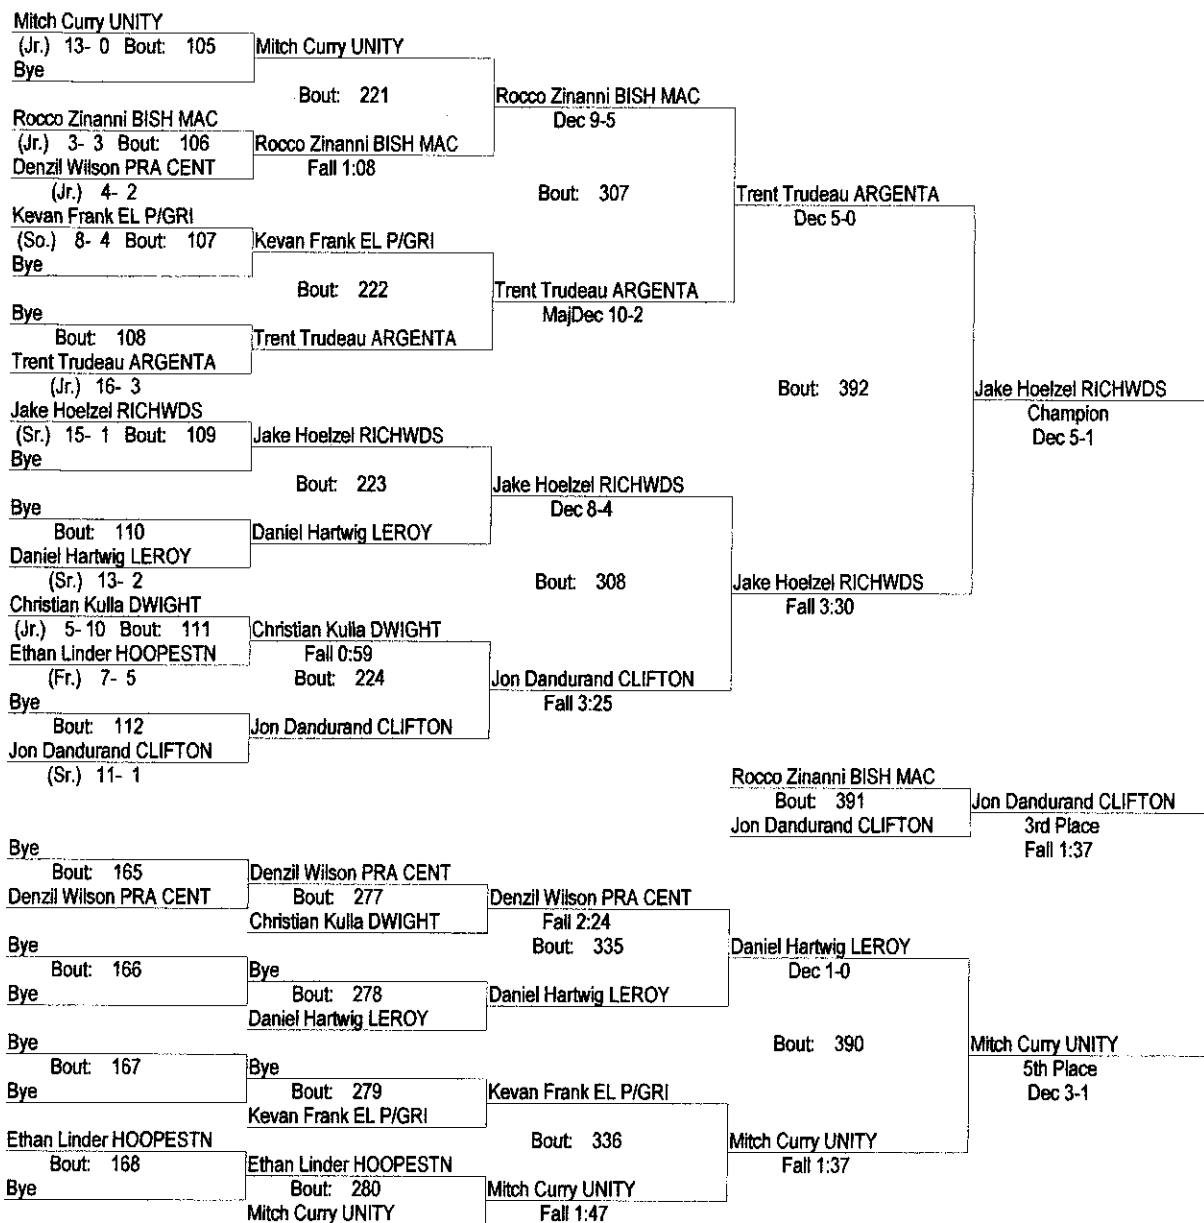 Mitch Curry UNITY
(Jr.) 13- 0 Bout: 105
Bye
Mitch Curry UNITY
Bout: 221
Rocco Zinanni BISH MAC
(Jr.) 3- 3 Bout: 106
Denzil Wilson PRA CENT
(Jr.) 4- 2
Rocco Zinanni BISH MAC
Fall 1:08
Rocco Zinanni BISH MAC
Dec 9-5
Bout: 307
Kevan Frank EL P/GRI
(So.) 8- 4 Bout: 107
Bye
Kevan Frank EL P/GRI
Bout: 222
Bye
Bout: 108
Trent Trudeau ARGENTA
(Jr.) 16- 3
Trent Trudeau ARGENTA
Trent Trudeau ARGENTA
MajDec 10-2
Trent Trudeau ARGENTA
Dec 5-0
Bout: 392
Jake Hoelzel RICHWDS
(Sr.) 15- 1 Bout: 109
Bye
Jake Hoelzel RICHWDS
Bout: 223
Bye
Bout: 110
Daniel Hartwig LEROY
(Sr.) 13- 2
Daniel Hartwig LEROY
Jake Hoelzel RICHWDS
Dec 8-4
Bout: 308
Christian Kulla DWIGHT
(Jr.) 5-10 Bout: 111
Ethan Linder HOOPESTN
(Fr.) 7- 5
Christian Kulla DWIGHT
Fall 0:59
Bout: 224
Bye
Bout: 112
Jon Dandurand CLIFTON
(Sr.) 11- 1
Jon Dandurand CLIFTON
Jon Dandurand CLIFTON
Fall 3:25
Jake Hoelzel RICHWDS
Fall 3:30
Jake Hoelzel RICHWDS
Champion
Dec 5-1
Rocco Zinanni BISH MAC
Bout: 391
Jon Dandurand CLIFTON
Jon Dandurand CLIFTON
3rd Place
Fall 1:37
Bye
Bout: 165
Denzil Wilson PRA CENT
Denzil Wilson PRA CENT
Bout: 277
Christian Kulla DWIGHT
Denzil Wilson PRA CENT
Fall 2:24
Bout: 335
Bye
Bout: 166
Bye
Bye
Bout: 278
Daniel Hartwig LEROY
Daniel Hartwig LEROY
Daniel Hartwig LEROY
Dec 1-0
Bout: 390
Bye
Bout: 167
Bye
Bye
Bout: 279
Kevan Frank EL P/GRI
Kevan Frank EL P/GRI
Bout: 336
Ethan Linder HOOPESTN
Bout: 168
Bye
Ethan Linder HOOPESTN
Bout: 280
Mitch Curry UNITY
Mitch Curry UNITY
Fall 1:47
Mitch Curry UNITY
Fall 1:37
Mitch Curry UNITY
5th Place
Dec 3-1